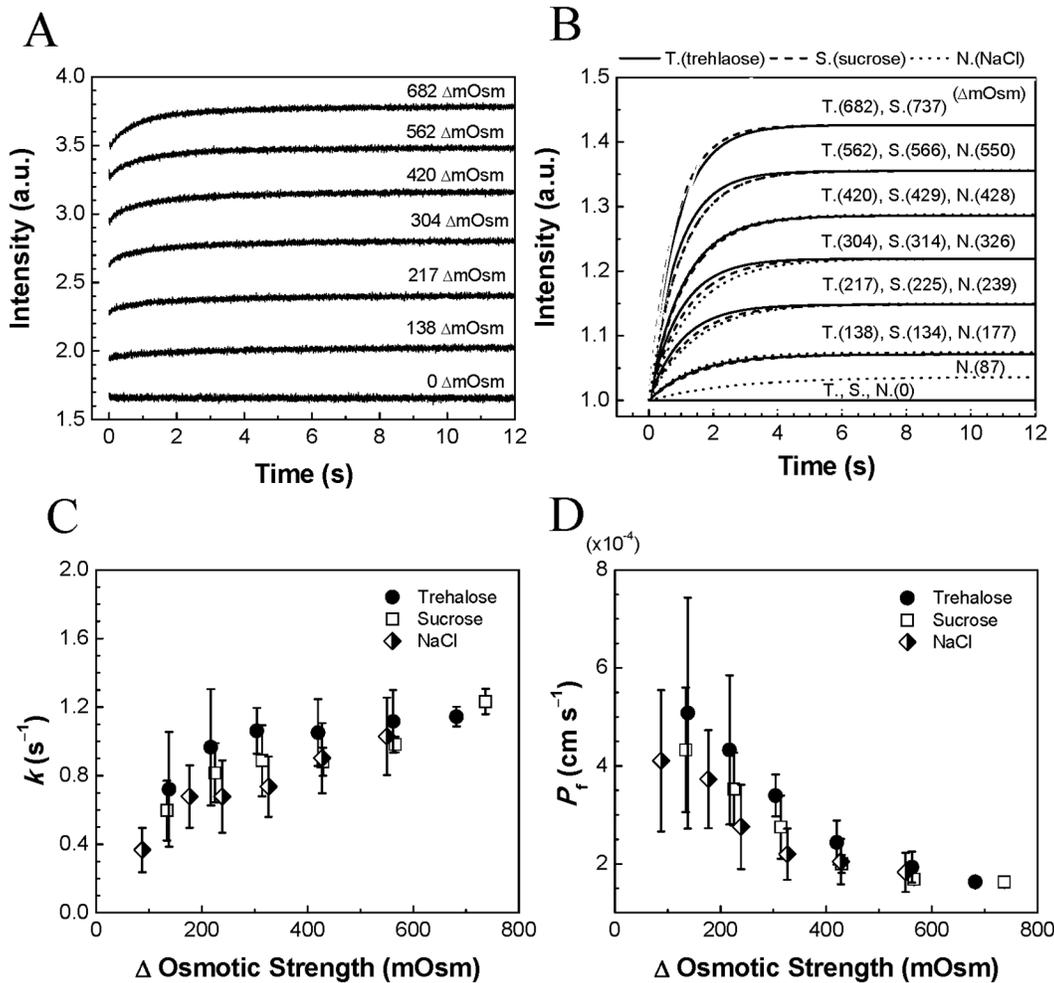 A
4.0
3.5
3.0
2.5
2.0
1.5
Intensity (a.u.)
682 ΔmOsm
562 ΔmOsm
420 ΔmOsm
304 ΔmOsm
217 ΔmOsm
138 ΔmOsm
0 ΔmOsm
0 2 4 6 8 10 12
Time (s)
B
T.(trehlaose) S.(sucrose) N.(NaCl)
1.5
1.4
1.3
1.2
1.1
1.0
Intensity (a.u.)
(ΔmOsm)
T.(682), S.(737)
T.(562), S.(566), N.(550)
T.(420), S.(429), N.(428)
T.(304), S.(314), N.(326)
T.(217), S.(225), N.(239)
T.(138), S.(134), N.(177)
N.(87)
T., S., N.(0)
0 2 4 6 8 10 12
Time (s)
C
2.0
1.6
1.2
0.8
0.4
0.0
k (s⁻¹)
Trehalose
Sucrose
NaCl
0 200 400 600 800
Δ Osmotic Strength (mOsm)
D
(x10⁻⁴)
8
6
4
2
Pf (cm s⁻¹)
Trehalose
Sucrose
NaCl
0 200 400 600 800
Δ Osmotic Strength (mOsm)